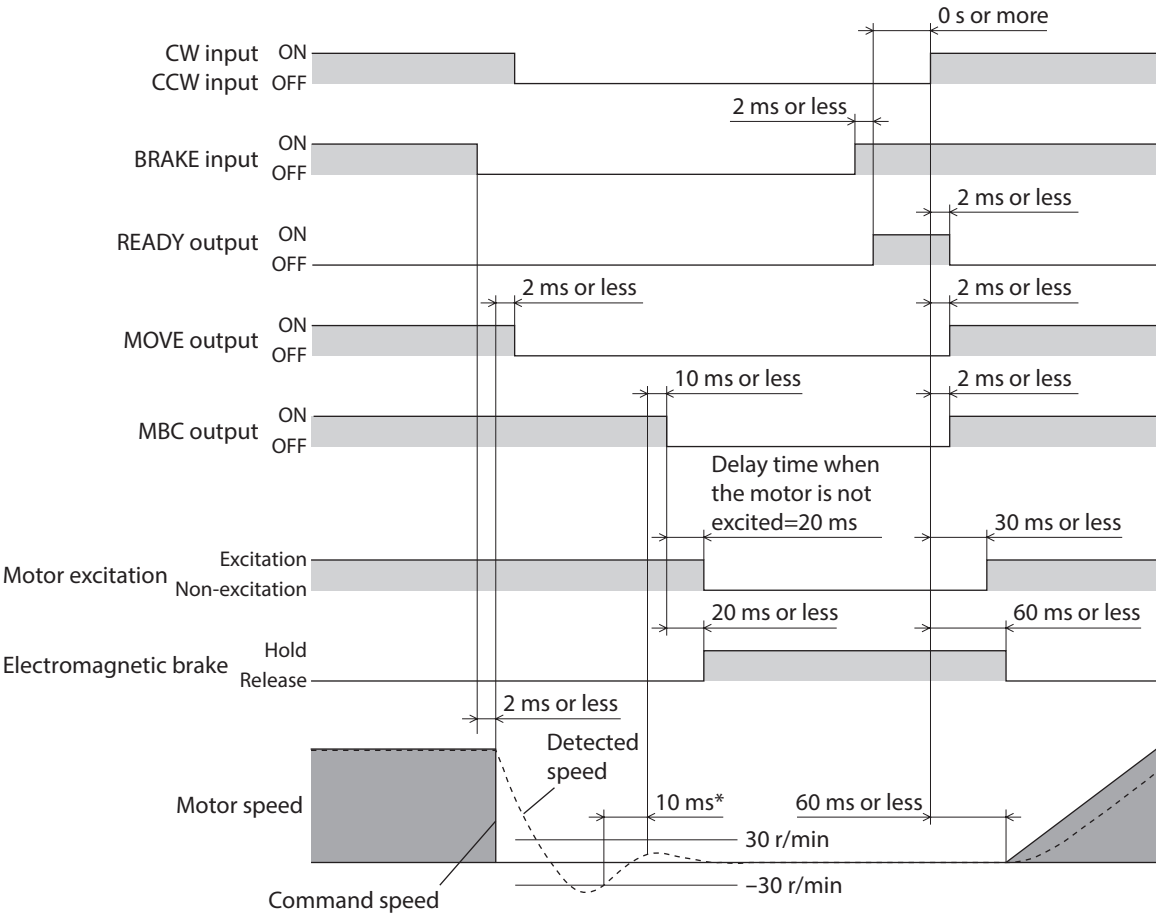 0 s or more
CW input ON
CCW input OFF
2 ms or less
BRAKE input ON
OFF
2 ms or less
READY output ON
OFF
2 ms or less 2 ms or less
MOVE output ON
OFF
10 ms or less 2 ms or less
MBC output ON
OFF
Delay time when
the motor is not
excited=20 ms
30 ms or less
Motor excitation Excitation
Non-excitation
20 ms or less 60 ms or less
Electromagnetic brake Hold
Release
2 ms or less
Detected
speed
Motor speed
10 ms* 60 ms or less
30 r/min
–30 r/min
Command speed